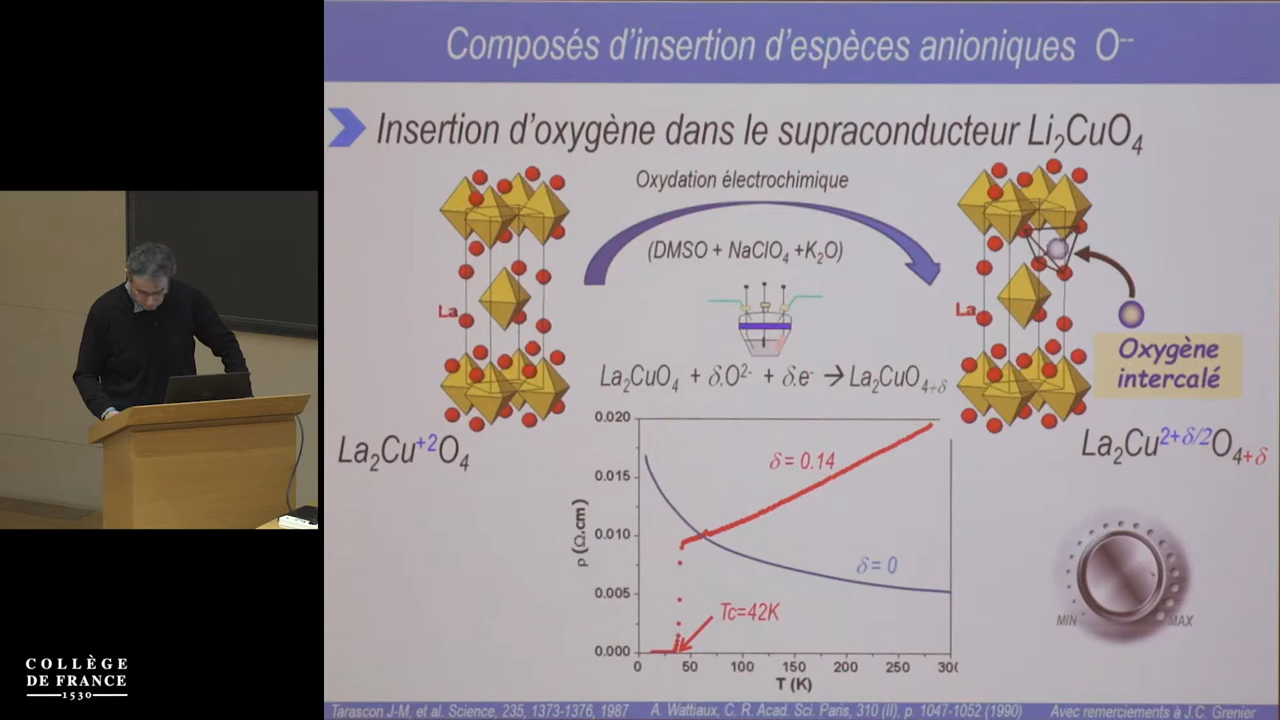 Composés d'insertion d'espèces anioniques O--
Insertion d'oxygène dans le supraconducteur Li2CuO4
Oxydation électrochimique
(DMSO + NaClO4 +K2O)
La
La
Oxygène
intercalé
La2CuO4 + δ.O2- + δ.e- → La2CuO4+δ
La2Cu+2O4
La2Cu2+δ/2O4+δ
0.020
0.015
0.010
0.005
0.000
ρ (Ω.cm)
δ = 0.14
δ = 0
Tc=42K
0 50 100 150 200 250 30
T (K)
MIN MAX
COLLÈGE
DE FRANCE
1530
Tarascon J-M, et al. Science, 235, 1373-1376, 1987 A. Wattiaux, C. R. Acad. Sci. Paris, 310 (II), p. 1047-1052 (1990) Avec remerciements à J.C. Grenier